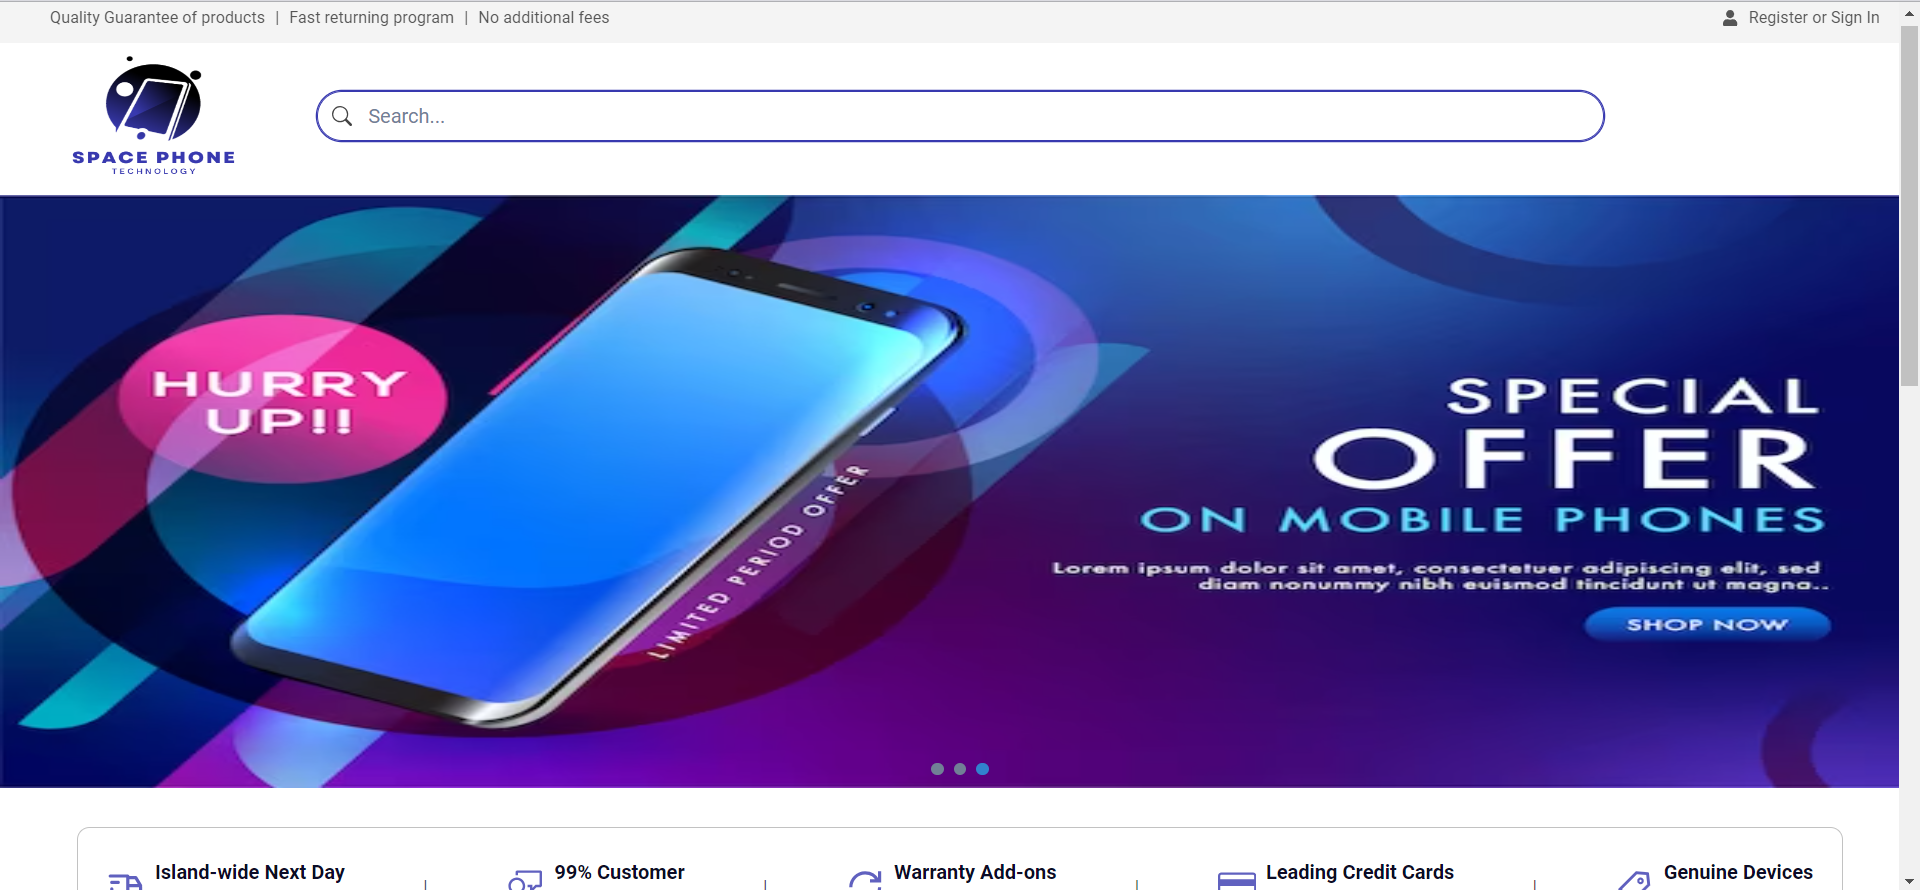 Quality Guarantee of products | Fast returning program | No additional fees
Register or Sign In
SPACE PHONE
TECHNOLOGY
Search...
HURRY
UP!!
LIMITED PERIOD OFFER
SPECIAL
OFFER
ON MOBILE PHONES
Lorem ipsum dolor sit amet, consectetuer adipiscing elit, sed
diam nonummy nibh euismod tincidunt ut magna..
SHOP NOW
Island-wide Next Day | 99% Customer | Warranty Add-ons | Leading Credit Cards | Genuine Devices